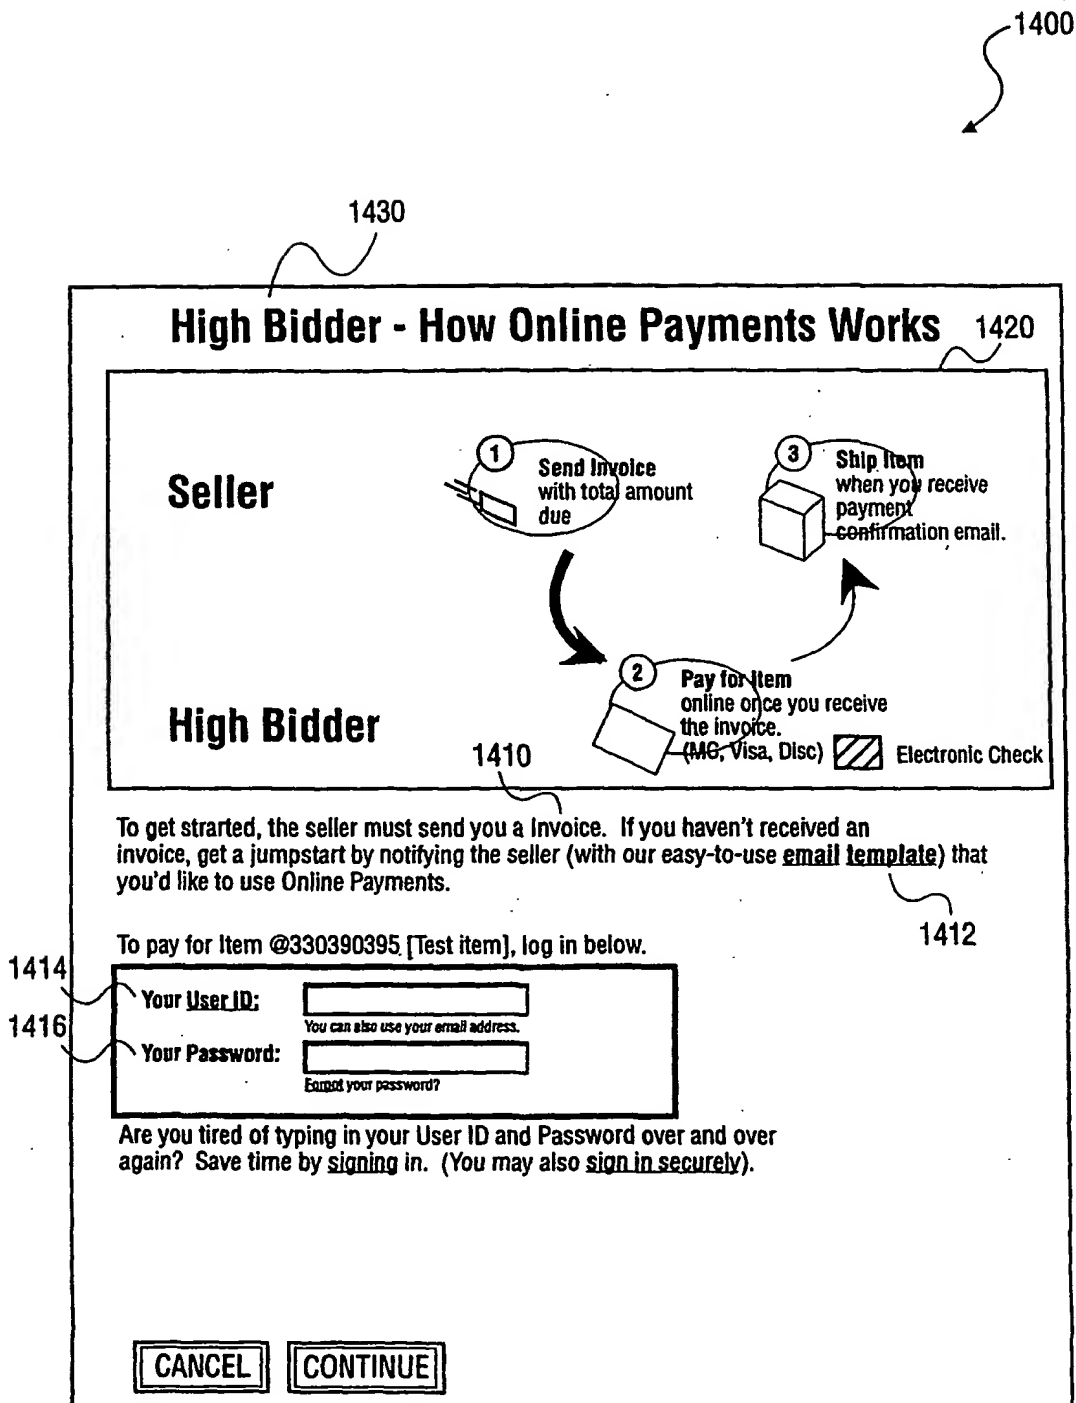 1400
1430
High Bidder - How Online Payments Works
1420
Seller
1
Send Invoice
with total amount
due
3
Ship Item
when you receive
payment
confirmation email.
High Bidder
2
Pay for Item
online once you receive
the invoice.
(MC, Visa, Disc)
Electronic Check
1410
To get strarted, the seller must send you a Invoice. If you haven't received an
invoice, get a jumpstart by notifying the seller (with our easy-to-use email template) that
you'd like to use Online Payments.
1412
To pay for Item @330390395 [Test item], log in below.
1414
Your User ID:
You can also use your email address.
1416
Your Password:
Forgot your password?
Are you tired of typing in your User ID and Password over and over
again? Save time by signing in. (You may also sign in securely).
CANCEL
CONTINUE